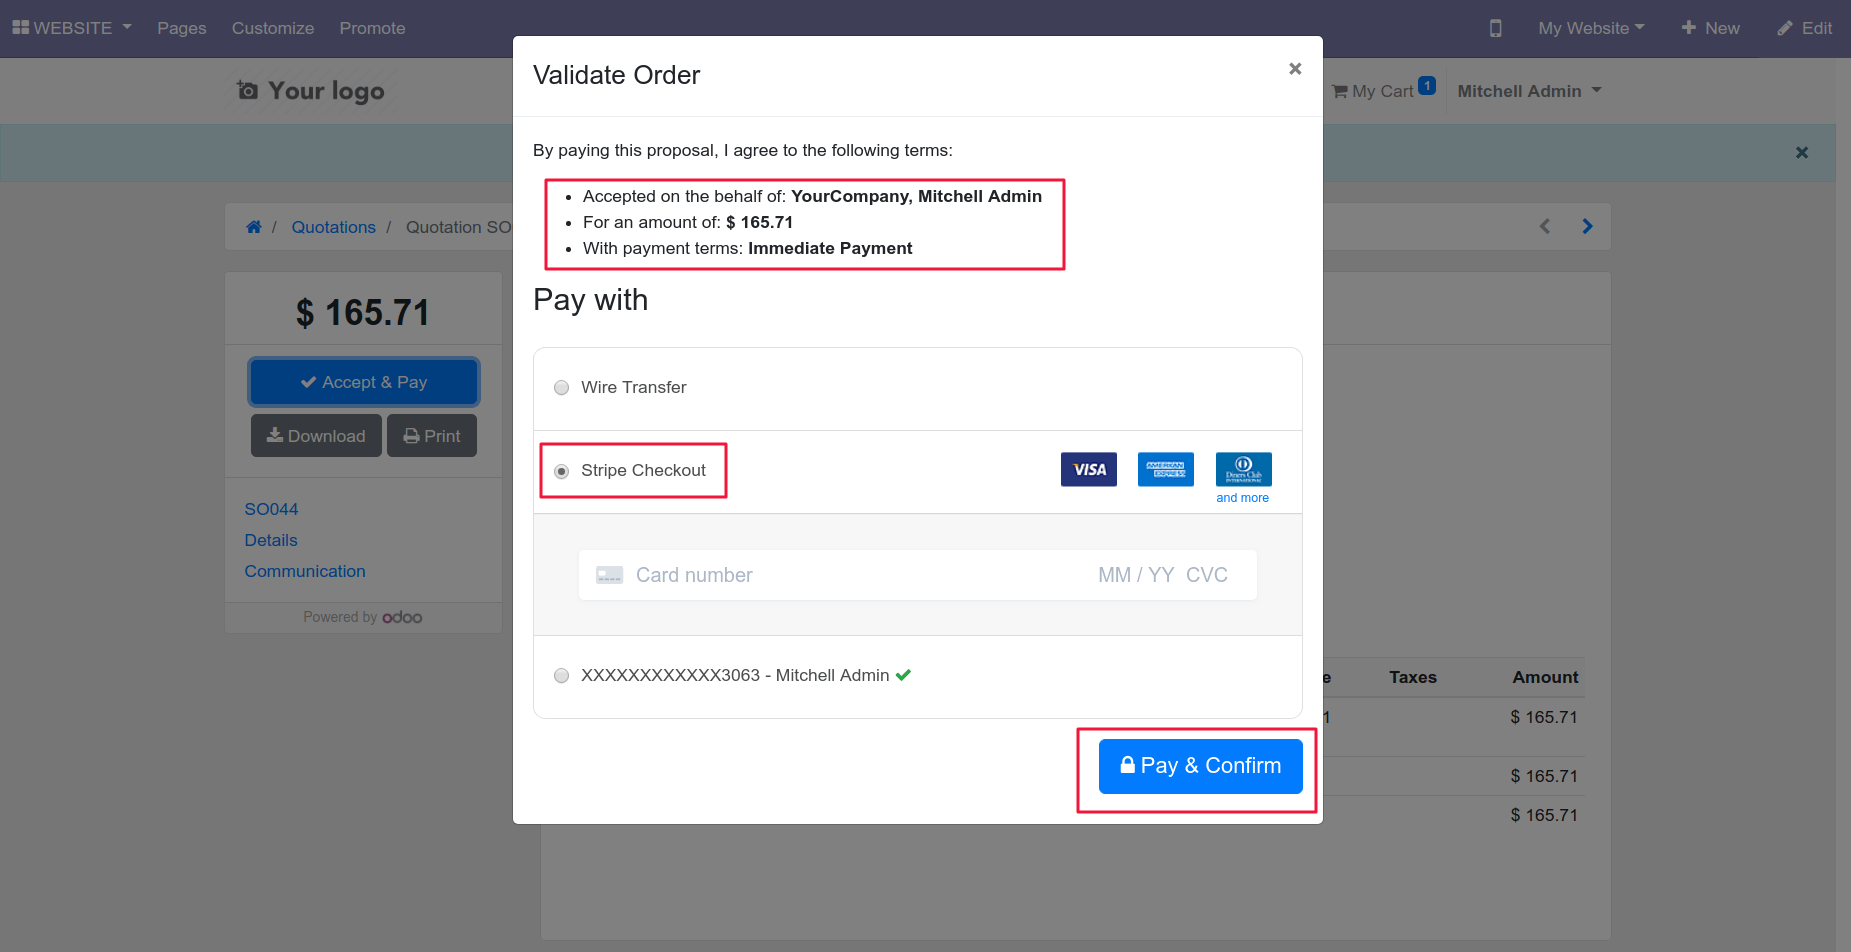 WEBSITE Pages Customize Promote My Website New Edit
Your logo My Cart 1 Mitchell Admin
Validate Order ×
By paying this proposal, I agree to the following terms:
• Accepted on the behalf of: YourCompany, Mitchell Admin
• For an amount of: $ 165.71
• With payment terms: Immediate Payment
/ Quotations / Quotation SO
$ 165.71
Accept & Pay
Download Print
SO044
Details
Communication
Powered by odoo
Pay with
Wire Transfer
Stripe Checkout VISA AMERICAN EXPRESS Diners Club INTERNATIONAL
and more
Card number MM / YY CVC
XXXXXXXXXXXX3063 - Mitchell Admin
Pay & Confirm
e Taxes Amount
1 $ 165.71
$ 165.71
$ 165.71